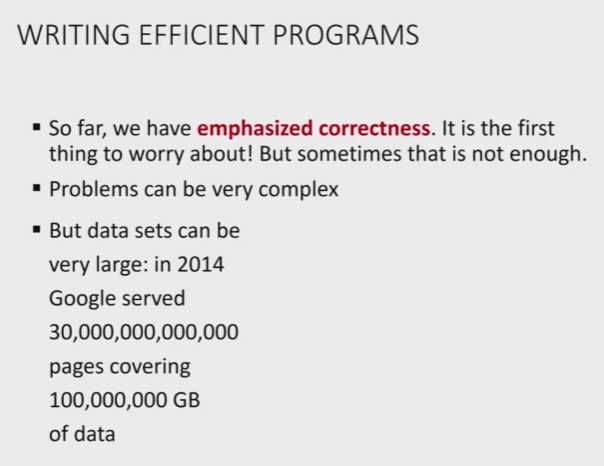 WRITING EFFICIENT PROGRAMS
▪ So far, we have emphasized correctness. It is the first
thing to worry about! But sometimes that is not enough.
▪ Problems can be very complex
▪ But data sets can be
very large: in 2014
Google served
30,000,000,000,000
pages covering
100,000,000 GB
of data